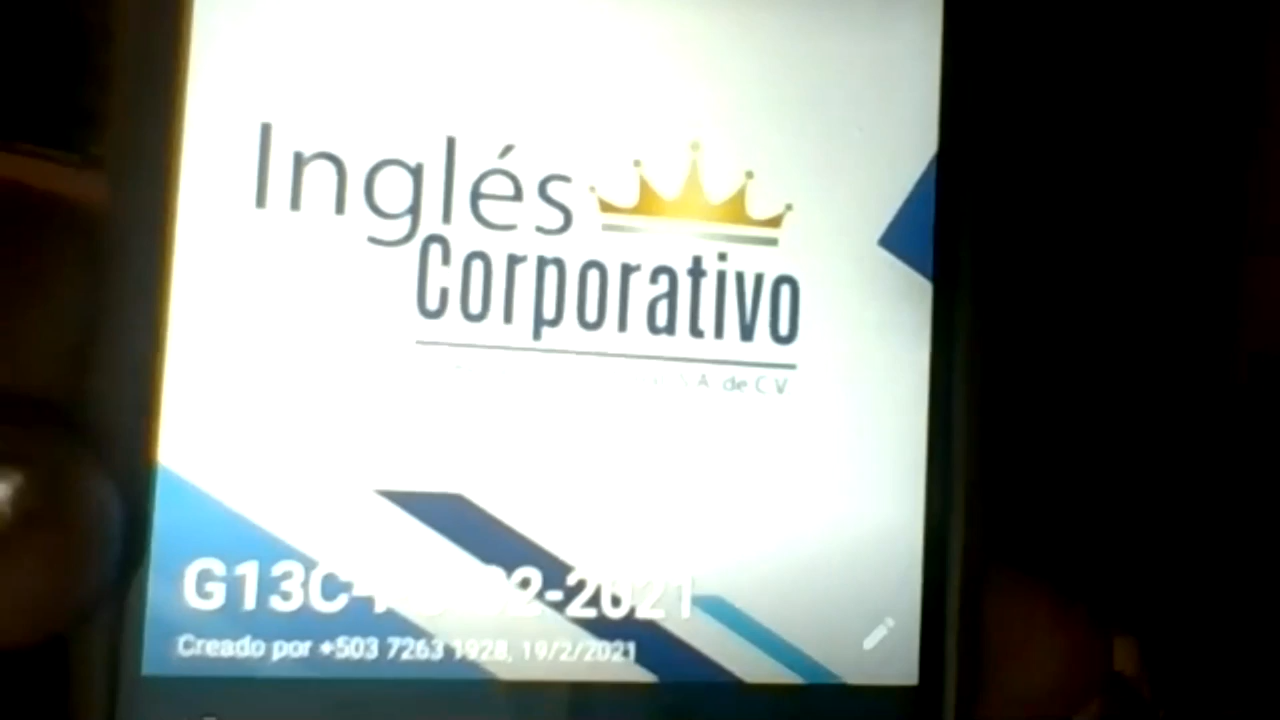 Inglés
Corporativo
S.A. de C.V
Creado por +503 7263 1928, 19/2/2021